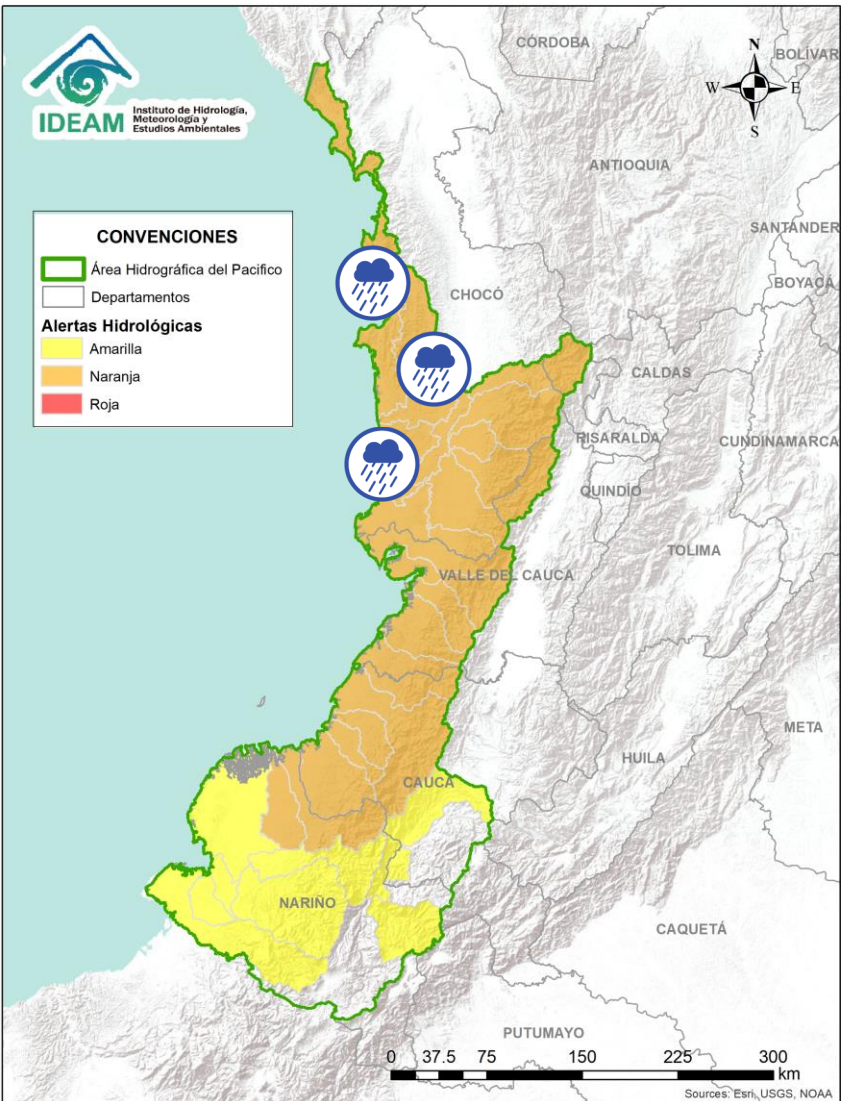 IDEAM
Instituto de Hidrología,
Meteorología y
Estudios Ambientales
N
W
E
S
CÓRDOBA
BOLIVAR
ANTIOQUIA
SANTANDER
BOYACÁ
CONVENCIONES
Área Hidrográfica del Pacifico
Departamentos
Alertas Hidrológicas
Amarilla
Naranja
Roja
CHOCÓ
CALDAS
RISARALDA
CUNDINAMARCA
QUINDÍO
TOLIMA
VALLE DEL CAUCA
META
HUILA
CAUCA
NARIÑO
CAQUETÁ
PUTUMAYO
0 37.5 75 150 225 300
km
Sources: Esri, USGS, NOAA